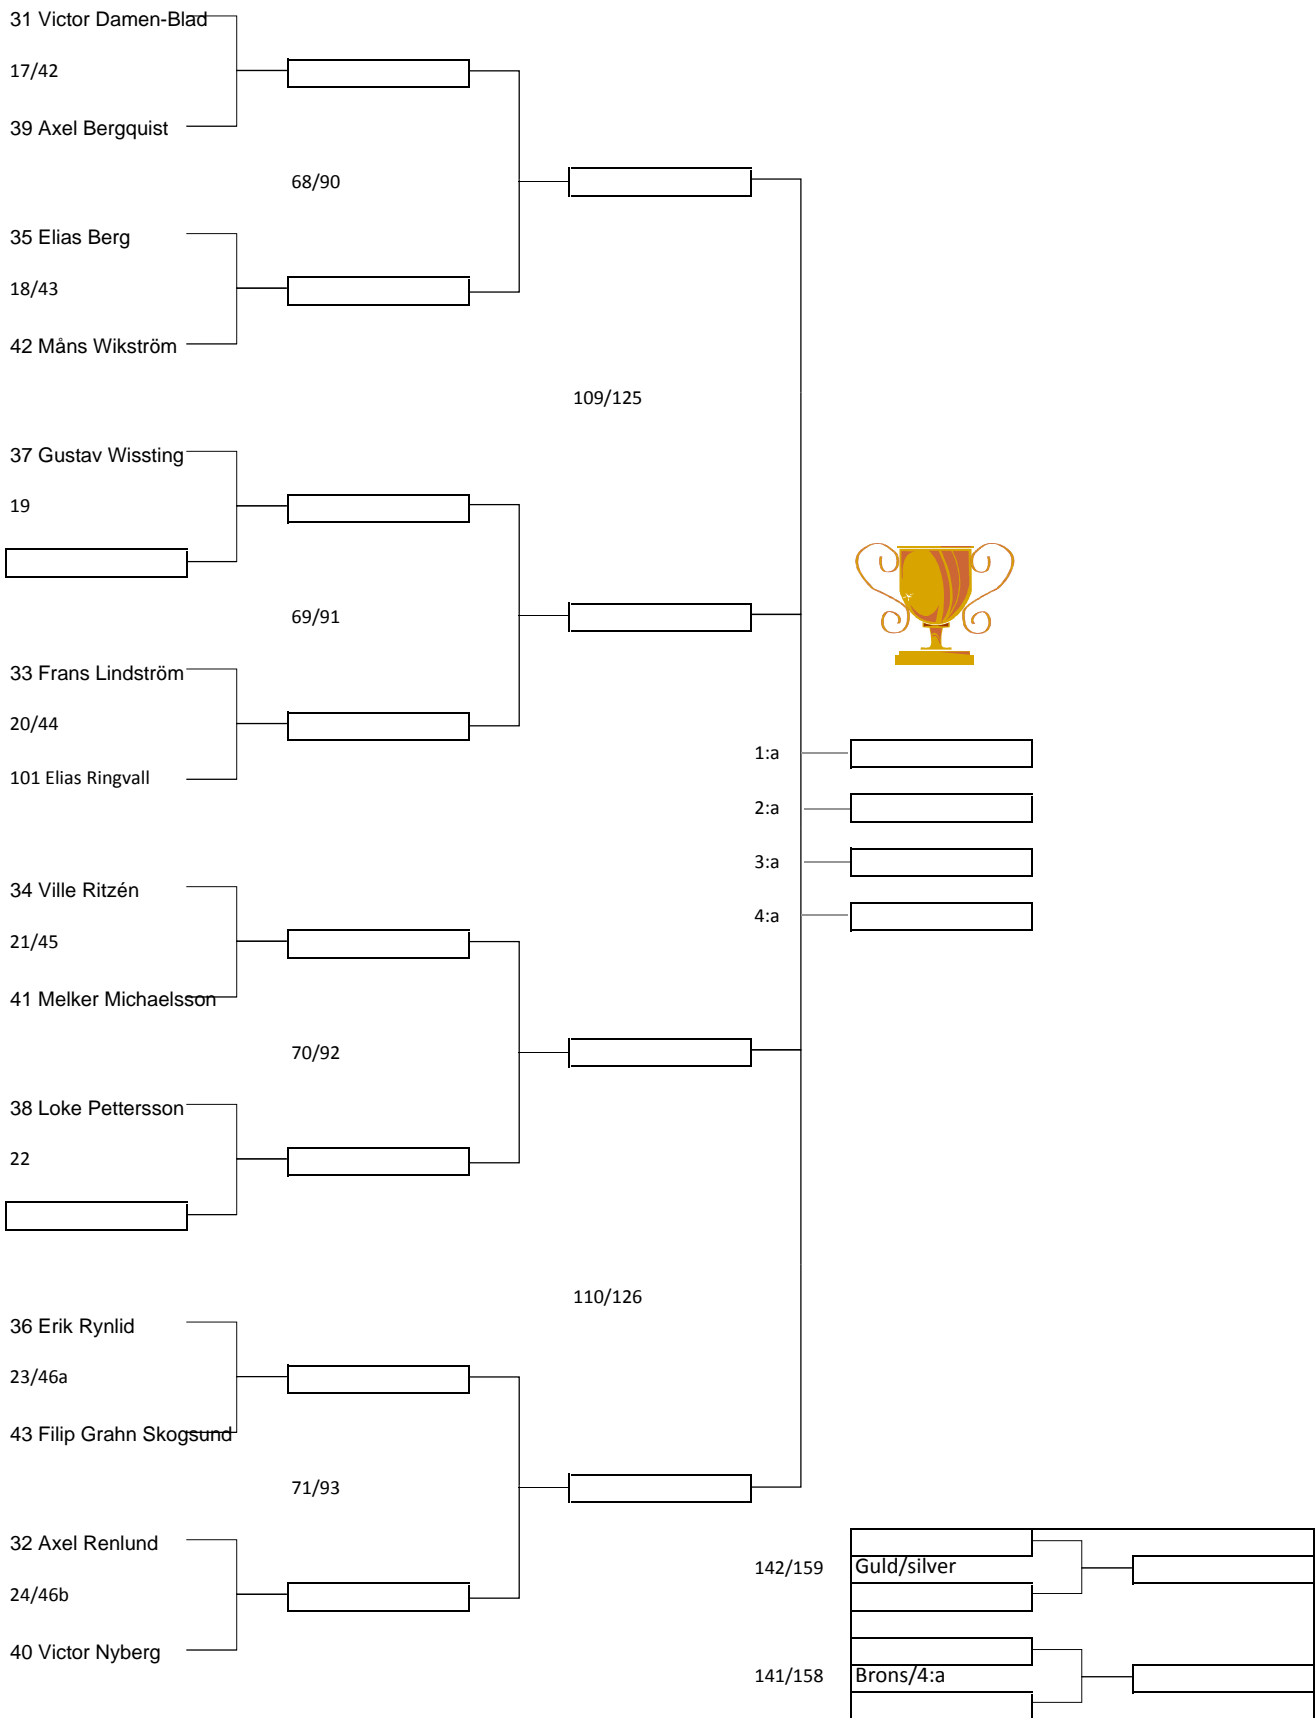 31 Victor Damen-Blad
17/42
39 Axel Bergquist
68/90
35 Elias Berg
18/43
42 Måns Wikström
109/125
37 Gustav Wissting
19
69/91
33 Frans Lindström
20/44
101 Elias Ringvall
1:a
2:a
3:a
4:a
34 Ville Ritzén
21/45
41 Melker Michaelsson
70/92
38 Loke Pettersson
22
110/126
36 Erik Rynlid
23/46a
43 Filip Grahn Skogsund
71/93
32 Axel Renlund
24/46b
40 Victor Nyberg
142/159 Guld/silver
141/158 Brons/4:a